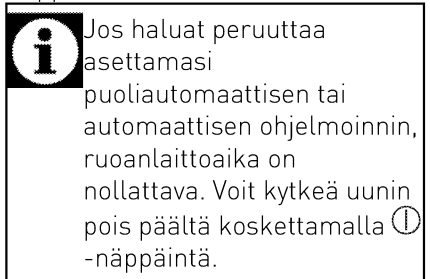 Jos haluat peruuttaa
asettamasi
puoliautomaattisen tai
automaattisen ohjelmoinnin,
ruoanlaittoaika on
nollattava. Voit kytkeä uunin
pois päältä koskettamalla
-näppäintä.